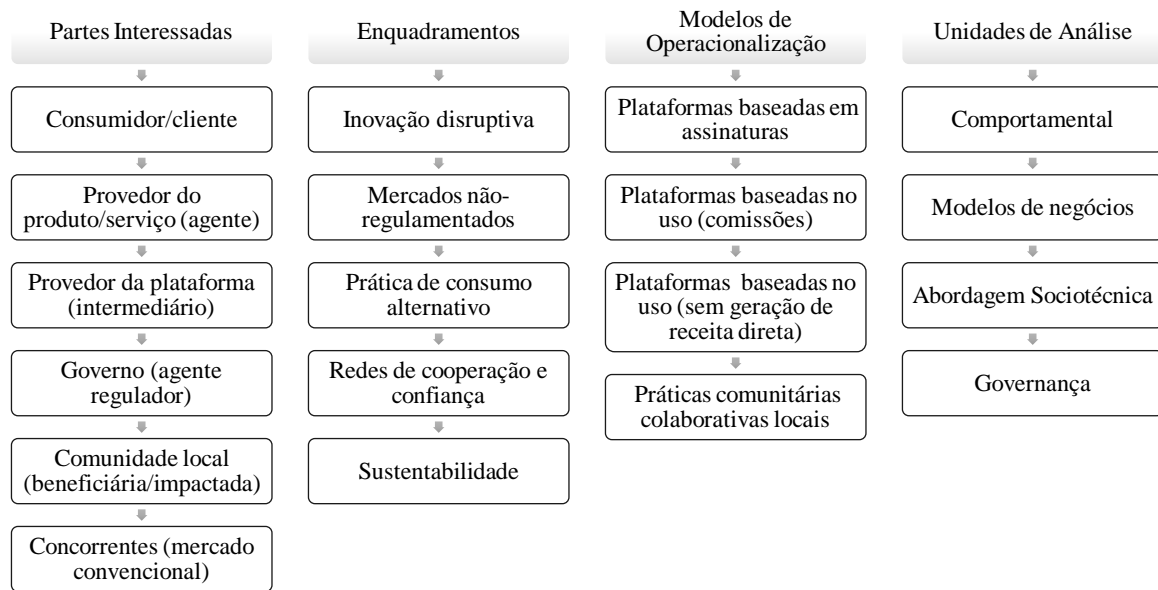 Partes Interessadas
Consumidor/cliente
Provedor do
produto/serviço (agente)
Provedor da plataforma
(intermediário)
Governo (agente
regulador)
Comunidade local
(beneficiária/impactada)
Concorrentes (mercado
convencional)
Enquadramentos
Inovação disruptiva
Mercados não-
regulamentados
Prática de consumo
alternativo
Redes de cooperação e
confiança
Sustentabilidade
Modelos de
Operacionalização
Plataformas baseadas em
assinaturas
Plataformas baseadas no
uso (comissões)
Plataformas baseadas no
uso (sem geração de
receita direta)
Práticas comunitárias
colaborativas locais
Unidades de Análise
Comportamental
Modelos de negócios
Abordagem Sociotécnica
Governança